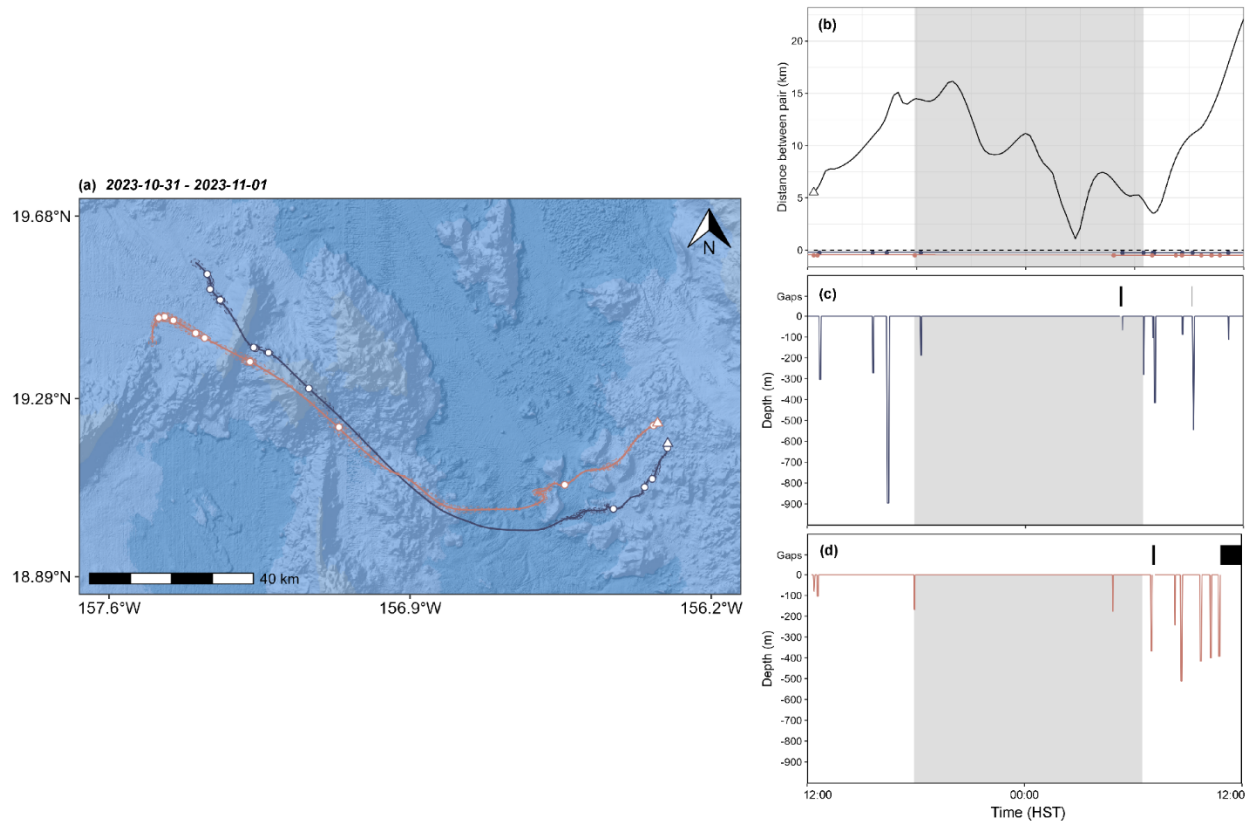 (a) 2023-10-31 - 2023-11-01
19.68°N
19.28°N
18.89°N
N
40 km
157.6°W
156.9°W
156.2°W
(b)
Distance between pair (km)
20
15
10
5
0
(c)
Gaps
Depth (m)
0
-100
-200
-300
-400
-500
-600
-700
-800
-900
(d)
Gaps
Depth (m)
0
-100
-200
-300
-400
-500
-600
-700
-800
-900
12:00
00:00
12:00
Time (HST)